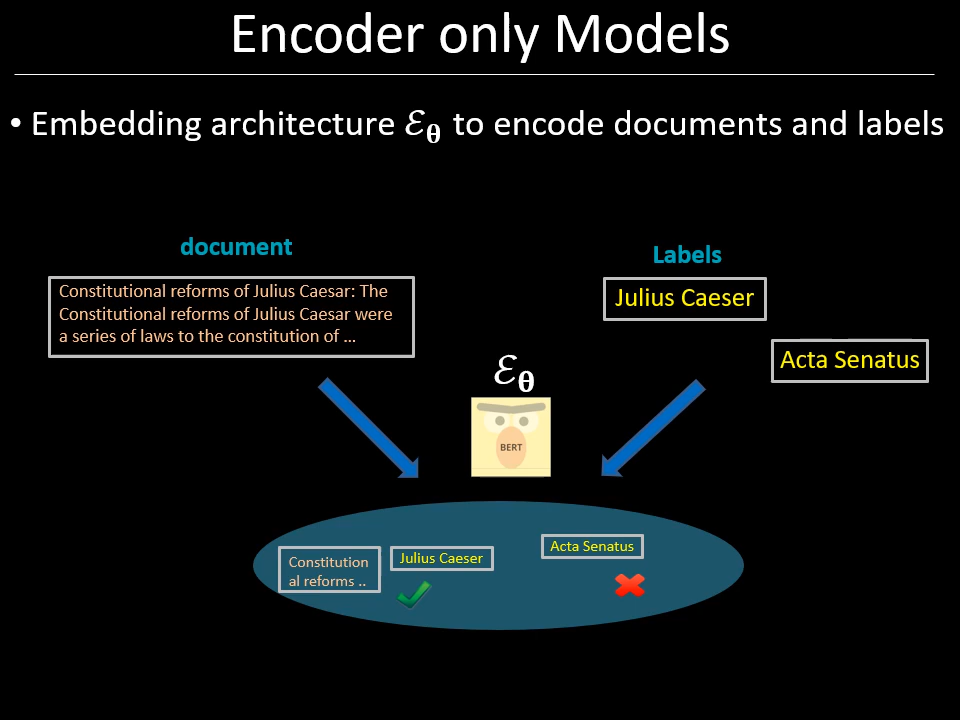 Encoder only Models
• Embedding architecture ℰ𝛉 to encode documents and labels
document
Labels
Constitutional reforms of Julius Caesar: The
Constitutional reforms of Julius Caesar were
a series of laws to the constitution of ...
Julius Caeser
Acta Senatus
ℰ𝛉
BERT
Constitution
al reforms ..
Julius Caeser
Acta Senatus